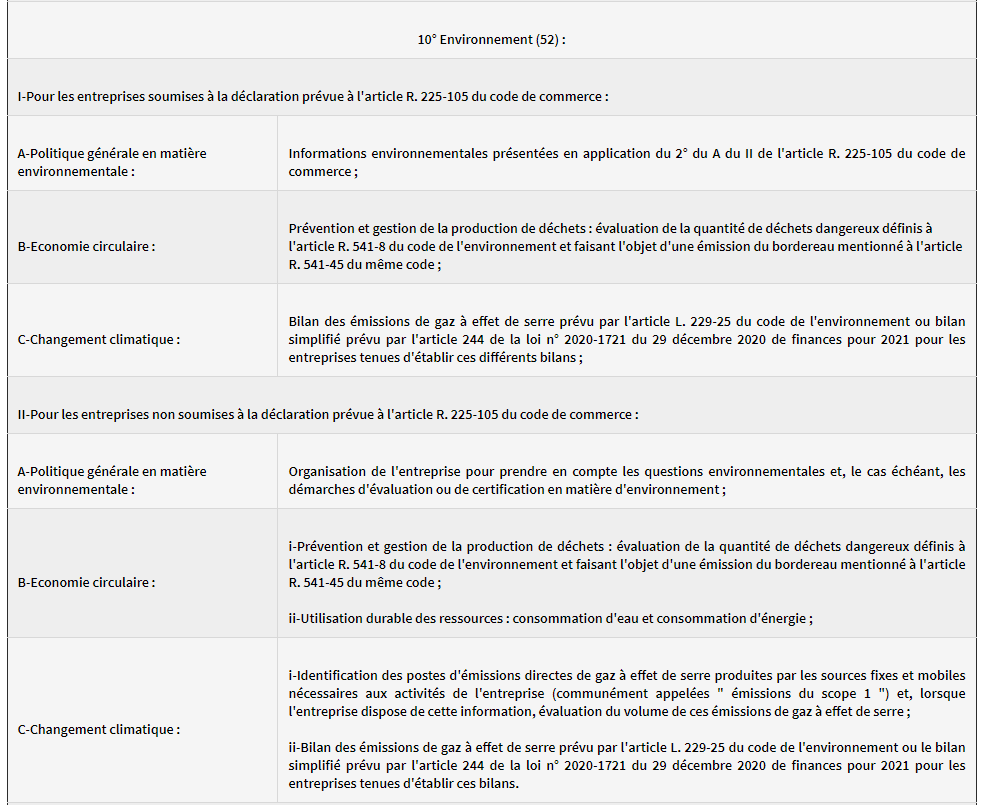 10° Environnement (52) :
I-Pour les entreprises soumises à la déclaration prévue à l'article R. 225-105 du code de commerce :
A-Politique générale en matière
environnementale :
Informations environnementales présentées en application du 2° du A du II de l'article R. 225-105 du code de
commerce ;
B-Economie circulaire :
Prévention et gestion de la production de déchets : évaluation de la quantité de déchets dangereux définis à
l'article R. 541-8 du code de l'environnement et faisant l'objet d'une émission du bordereau mentionné à l'article
R. 541-45 du même code ;
C-Changement climatique :
Bilan des émissions de gaz à effet de serre prévu par l'article L. 229-25 du code de l'environnement ou bilan
simplifié prévu par l'article 244 de la loi n° 2020-1721 du 29 décembre 2020 de finances pour 2021 pour les
entreprises tenues d'établir ces différents bilans ;
II-Pour les entreprises non soumises à la déclaration prévue à l'article R. 225-105 du code de commerce :
A-Politique générale en matière
environnementale :
Organisation de l'entreprise pour prendre en compte les questions environnementales et, le cas échéant, les
démarches d'évaluation ou de certification en matière d'environnement ;
B-Economie circulaire :
i-Prévention et gestion de la production de déchets : évaluation de la quantité de déchets dangereux définis à
l'article R. 541-8 du code de l'environnement et faisant l'objet d'une émission du bordereau mentionné à l'article
R. 541-45 du même code ;
ii-Utilisation durable des ressources : consommation d'eau et consommation d'énergie ;
C-Changement climatique :
i-Identification des postes d'émissions directes de gaz à effet de serre produites par les sources fixes et mobiles
nécessaires aux activités de l'entreprise (communément appelées " émissions du scope 1 ") et, lorsque
l'entreprise dispose de cette information, évaluation du volume de ces émissions de gaz à effet de serre ;
ii-Bilan des émissions de gaz à effet de serre prévu par l'article L. 229-25 du code de l'environnement ou le bilan
simplifié prévu par l'article 244 de la loi n° 2020-1721 du 29 décembre 2020 de finances pour 2021 pour les
entreprises tenues d'établir ces bilans.